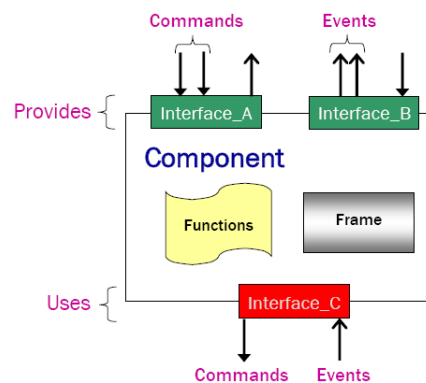 Commands
Events
Provides
Interface_A
Interface_B
Component
Functions
Frame
Uses
Interface_C
Commands
Events